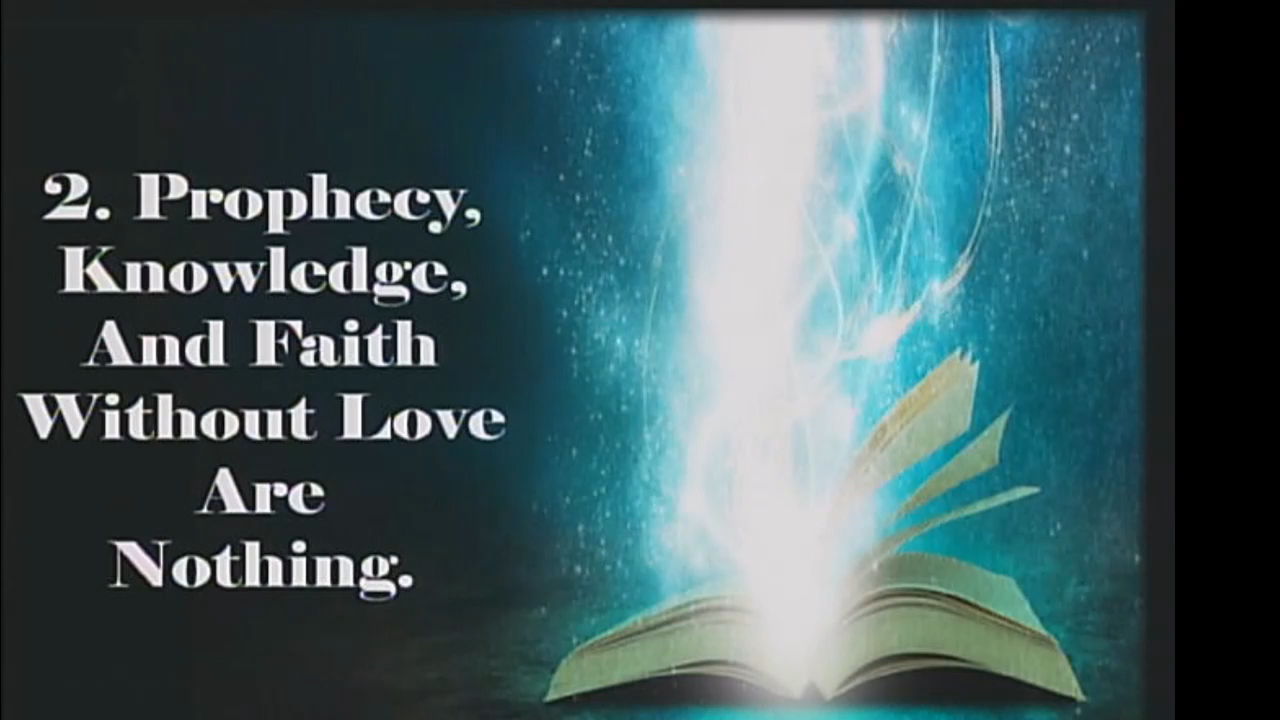 2. Prophecy,
Knowledge,
And Faith
Without Love
Are
Nothing.